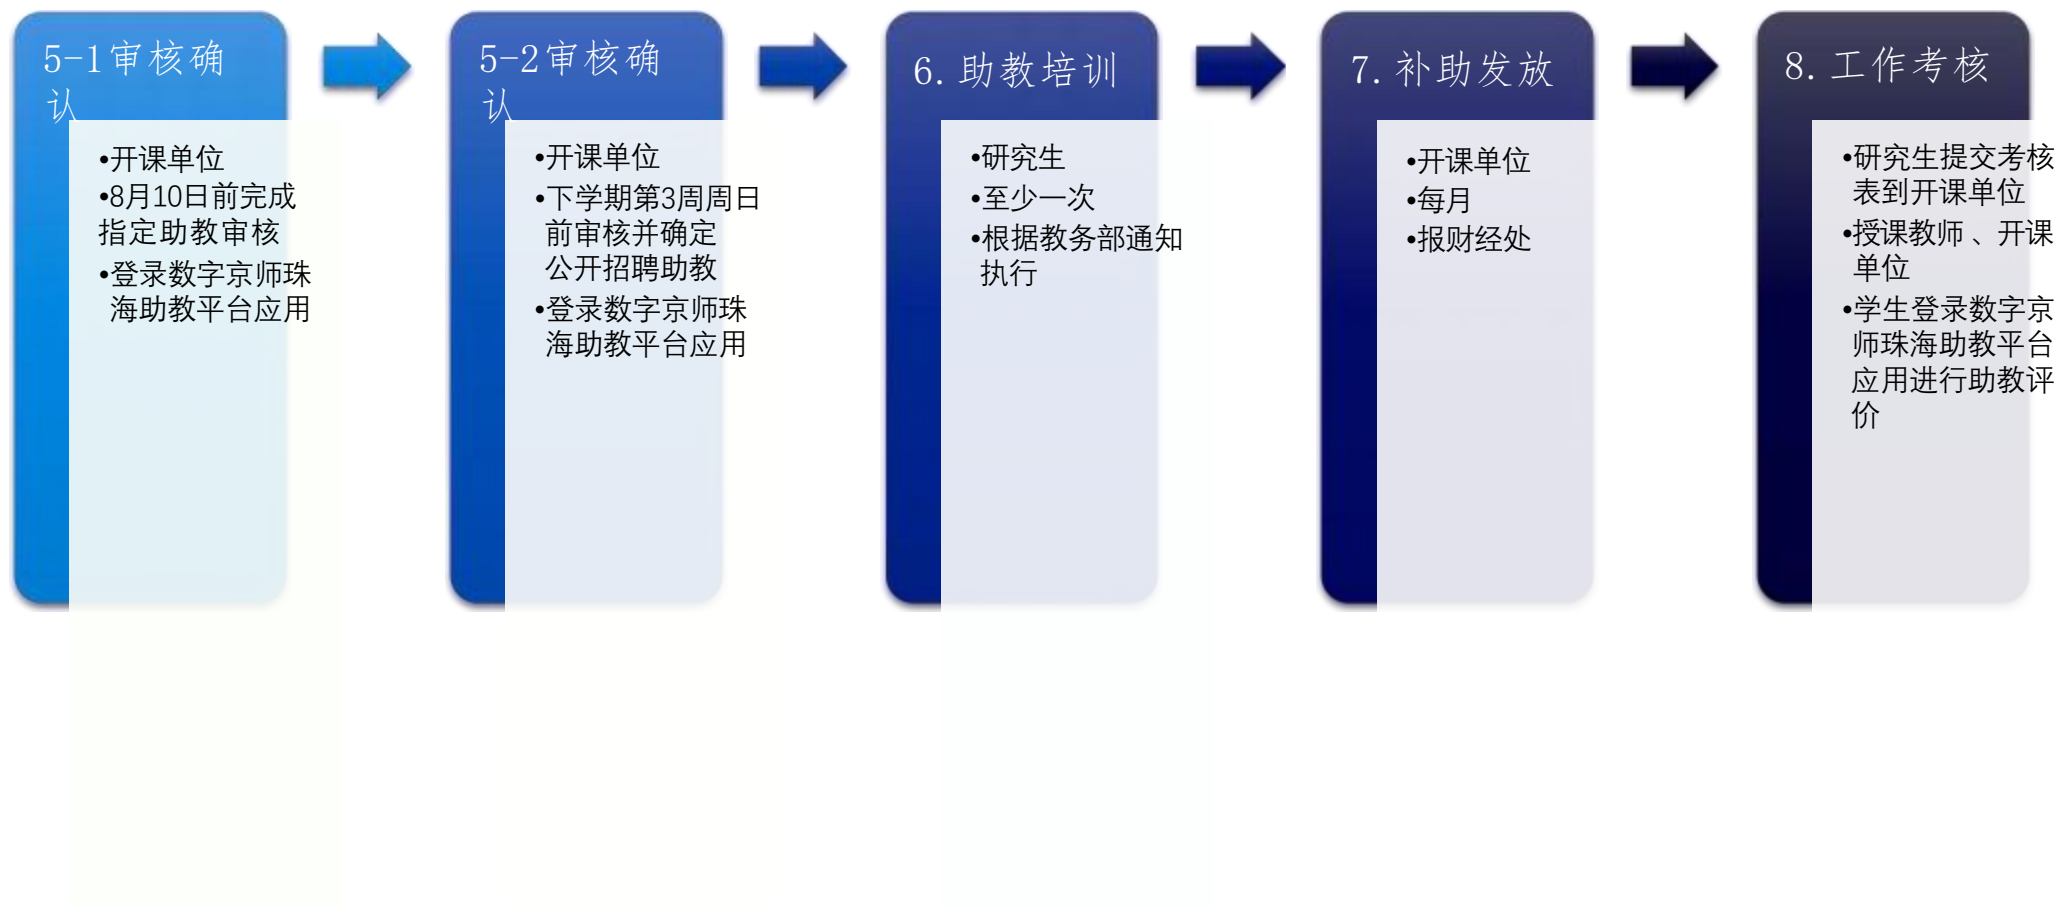 5-1审核确
认
•开课单位
•8月10日前完成
指定助教审核
•登录数字京师珠
海助教平台应用
5-2审核确
认
•开课单位
•下学期第3周周日
前审核并确定
公开招聘助教
•登录数字京师珠
海助教平台应用
6.助教培训
•研究生
•至少一次
•根据教务部通知
执行
7.补助发放
•开课单位
•每月
•报财经处
8.工作考核
•研究生提交考核
表到开课单位
•授课教师、开课
单位
•学生登录数字京
师珠海助教平台
应用进行助教评
价